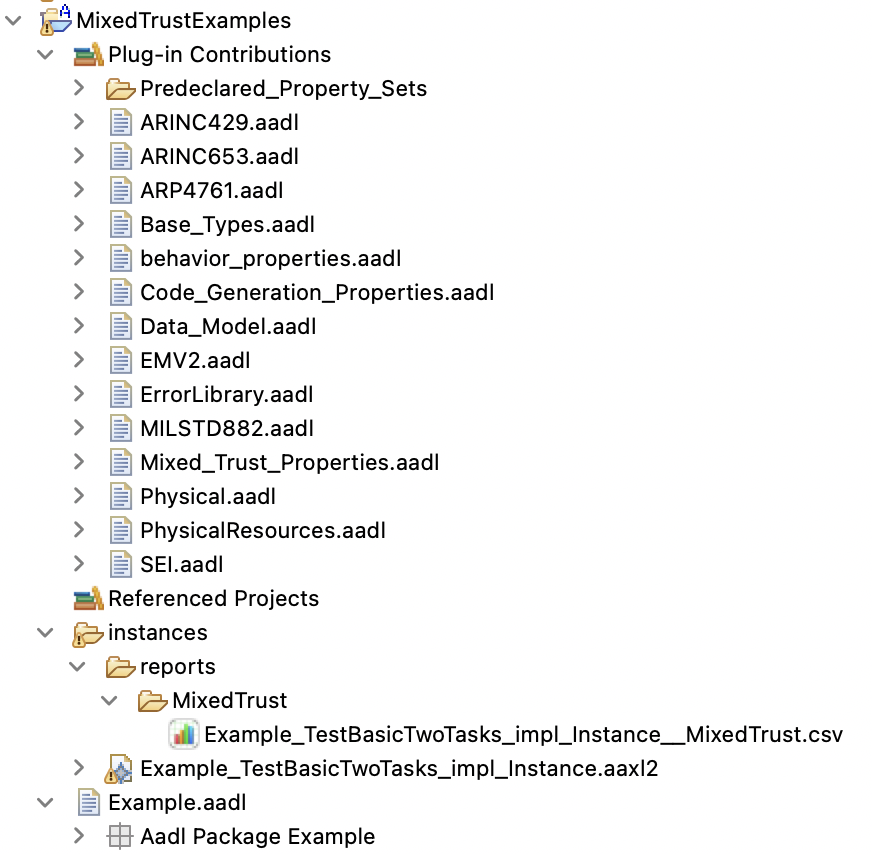 MixedTrustExamples
Plug-in Contributions
Predeclared_Property_Sets
ARINC429.aadl
ARINC653.aadl
ARP4761.aadl
Base_Types.aadl
behavior_properties.aadl
Code_Generation_Properties.aadl
Data_Model.aadl
EMV2.aadl
ErrorLibrary.aadl
MILSTD882.aadl
Mixed_Trust_Properties.aadl
Physical.aadl
PhysicalResources.aadl
SEI.aadl
Referenced Projects
instances
reports
MixedTrust
Example_TestBasicTwoTasks_impl_Instance__MixedTrust.csv
Example_TestBasicTwoTasks_impl_Instance.aaxl2
Example.aadl
Aadl Package Example